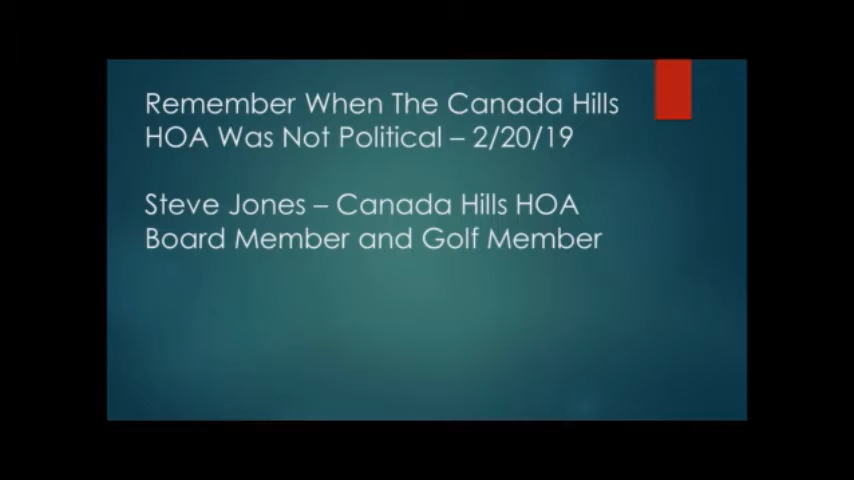 Remember When The Canada Hills
HOA Was Not Political – 2/20/19
Steve Jones – Canada Hills HOA
Board Member and Golf Member